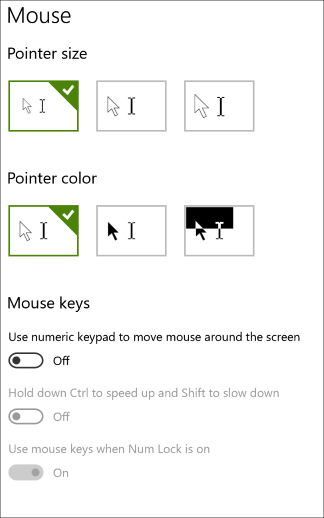 Mouse
Pointer size
Pointer color
Mouse keys
Use numeric keypad to move mouse around the screen
Off
Hold down Ctrl to speed up and Shift to slow down
Off
Use mouse keys when Num Lock is on
On